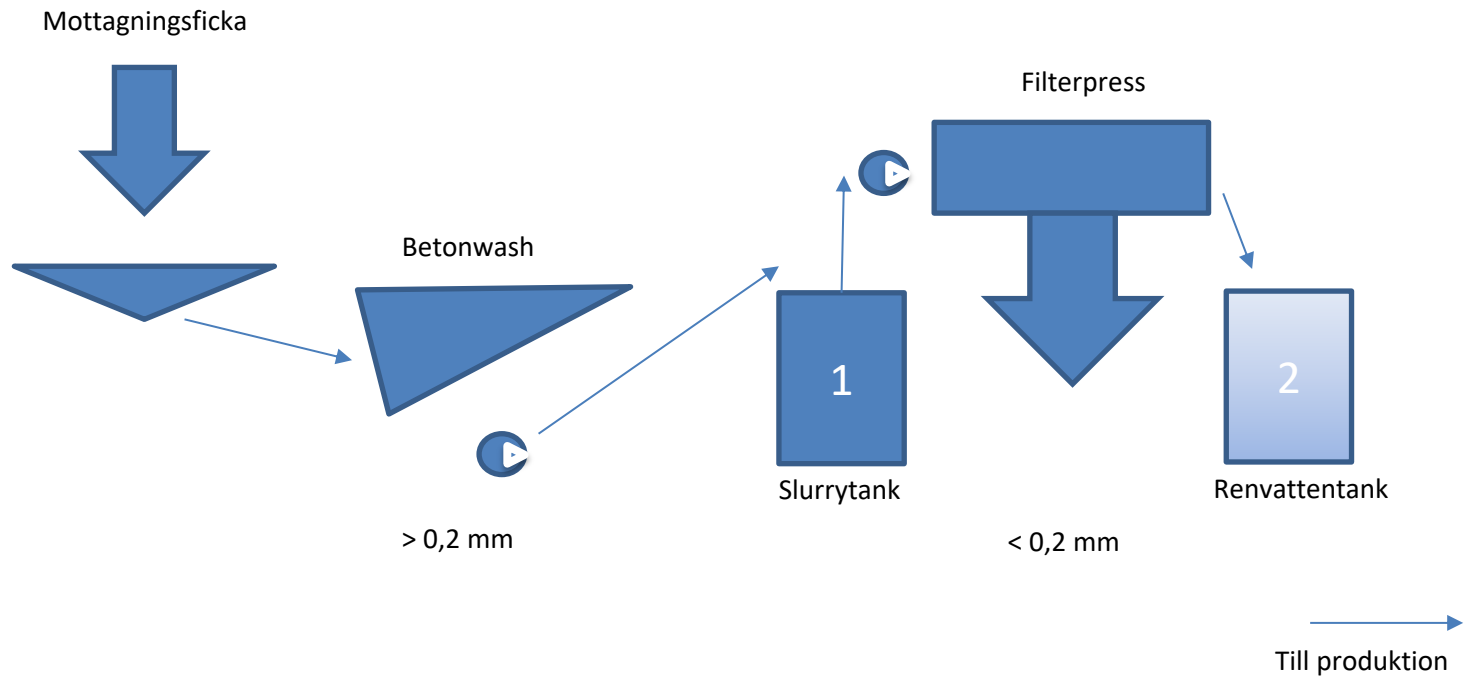 Mottagningsficka
Betonwash
> 0,2 mm
1
Slurrytank
Filterpress
< 0,2 mm
2
Renvattentank
Till produktion